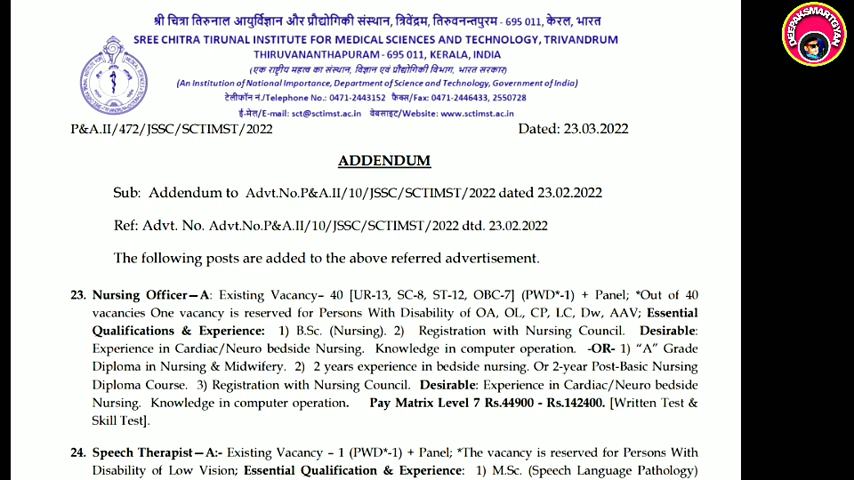 श्री चित्रा तिरुनाल आयुर्विज्ञान और प्रौद्योगिकी संस्थान, त्रिवेंद्रम, तिरुवनन्तपुरम - 695 011, केरल, भारत
SREE CHITRA TIRUNAL INSTITUTE FOR MEDICAL SCIENCES AND TECHNOLOGY, TRIVANDRUM
THIRUVANANTHAPURAM - 695 011, KERALA, INDIA
(एक राष्ट्रीय महत्व का संस्थान, विज्ञान एवं प्रौद्योगिकी विभाग, भारत सरकार)
(An Institution of National Importance, Department of Science and Technology, Government of India)
टेलीफॉन नं./Telephone No.: 0471-2443152 फैक्स/Fax: 0471-2446433, 2550728
ई-मेल/E-mail: sct@sctimst.ac.in वेबसाइट/Website: www.sctimst.ac.in
DEEPAKSMARTGYAN
P&A.II/472/JSSC/SCTIMST/2022 Dated: 23.03.2022
ADDENDUM
Sub: Addendum to Advt.No.P&A.II/10/JSSC/SCTIMST/2022 dated 23.02.2022
Ref: Advt. No. Advt.No.P&A.II/10/JSSC/SCTIMST/2022 dtd. 23.02.2022
The following posts are added to the above referred advertisement.
23. Nursing Officer—A: Existing Vacancy– 40 [UR-13, SC-8, ST-12, OBC-7] (PWD*-1) + Panel; *Out of 40
vacancies One vacancy is reserved for Persons With Disability of OA, OL, CP, LC, Dw, AAV; Essential
Qualifications & Experience: 1) B.Sc. (Nursing). 2) Registration with Nursing Council. Desirable:
Experience in Cardiac/Neuro bedside Nursing. Knowledge in computer operation. -OR- 1) “A” Grade
Diploma in Nursing & Midwifery. 2) 2 years experience in bedside nursing. Or 2-year Post-Basic Nursing
Diploma Course. 3) Registration with Nursing Council. Desirable: Experience in Cardiac/Neuro bedside
Nursing. Knowledge in computer operation. Pay Matrix Level 7 Rs.44900 - Rs.142400. [Written Test &
Skill Test].
24. Speech Therapist—A:- Existing Vacancy – 1 (PWD*-1) + Panel; *The vacancy is reserved for Persons With
Disability of Low Vision; Essential Qualification & Experience: 1) M.Sc. (Speech Language Pathology)